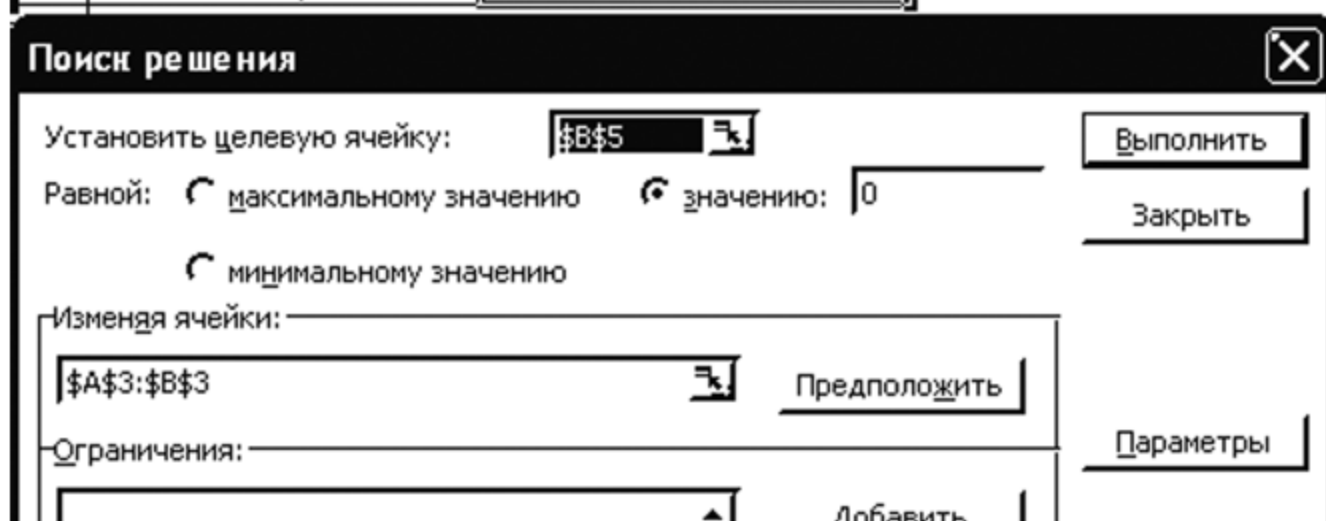 Поиск решения
Установить целевую ячейку: $B$5
Выполнить
Равной: максимальному значению значению: 0
Закрыть
минимальному значению
Изменяя ячейки:
$A$3:$B$3
Предположить
Ограничения:
Параметры
Добавить